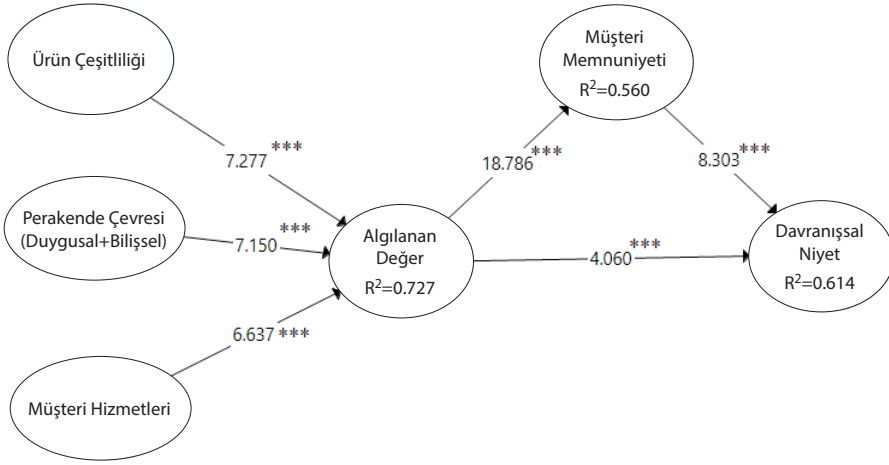 Ürün Çeşitliliği
7.277 ***
Perakende Çevresi
(Duygusal+Bilişsel)
7.150 ***
Müşteri Hizmetleri
6.637 ***
Algılanan
Değer
R²=0.727
18.786 ***
Müşteri
Memnuniyeti
R²=0.560
8.303 ***
4.060 ***
Davranışsal
Niyet
R²=0.614